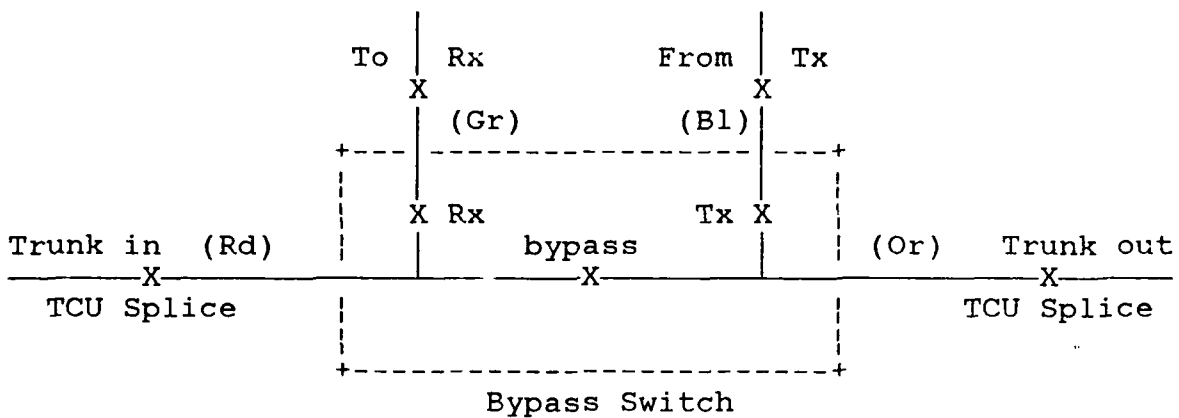 To Rx From Tx
X X
(Gr) (Bl)
X Rx Tx X
Trunk in (Rd) bypass (Or) Trunk out
X X X
TCU Splice TCU Splice
Bypass Switch